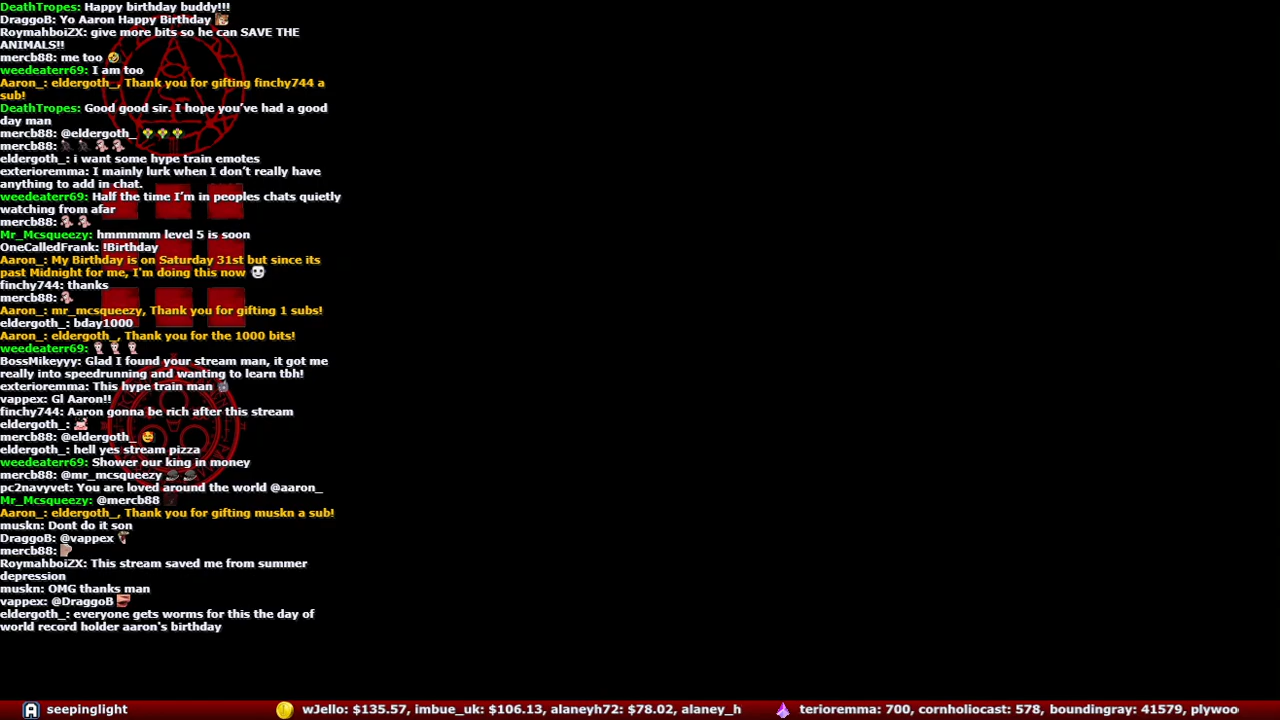 DeathTropes: Happy birthday buddy!!!
DraggoB: Yo Aaron Happy Birthday
RoymahboiZX: give more bits so he can SAVE THE
ANIMALS!!
mercb88: me too
weedeaterr69: I am too
Aaron_: eldergoth_, Thank you for gifting finchy744 a
sub!
DeathTropes: Good good sir. I hope you've had a good
day man
mercb88: @eldergoth_
mercb88:
eldergoth_: i want some hype train emotes
exterioremma: I mainly lurk when I don't really have
anything to add in chat.
weedeaterr69: Half the time I'm in peoples chats quietly
watching from afar
mercb88:
Mr_Mcsqueezy: hmmmmm level 5 is soon
OneCalledFrank: !Birthday
Aaron_: My Birthday is on Saturday 31st but since its
past Midnight for me, I'm doing this now
finchy744: thanks
mercb88:
Aaron_: mr_mcsqueezy, Thank you for gifting 1 subs!
eldergoth_: bday1000
Aaron_: eldergoth_, Thank you for the 1000 bits!
weedeaterr69:
BossMikeyyy: Glad I found your stream man, it got me
really into speedrunning and wanting to learn tbh!
exterioremma: This hype train man
vappex: Gl Aaron!!
finchy744: Aaron gonna be rich after this stream
eldergoth_:
mercb88: @eldergoth_
eldergoth_: hell yes stream pizza
weedeaterr69: Shower our king in money
mercb88: @mr_mcsqueezy
pc2navyvet: You are loved around the world @aaron_
Mr_Mcsqueezy: @mercb88
Aaron_: eldergoth_, Thank you for gifting muskn a sub!
muskn: Dont do it son
DraggoB: @vappex
mercb88:
RoymahboiZX: This stream saved me from summer
depression
muskn: OMG thanks man
vappex: @DraggoB
eldergoth_: everyone gets worms for this the day of
world record holder aaron's birthday
seepinglight wJello: $135.57, imbue_uk: $106.13, alaneyh72: $78.02, alaney_h terioremma: 700, cornholiocast: 578, boundingray: 41579, plywoo